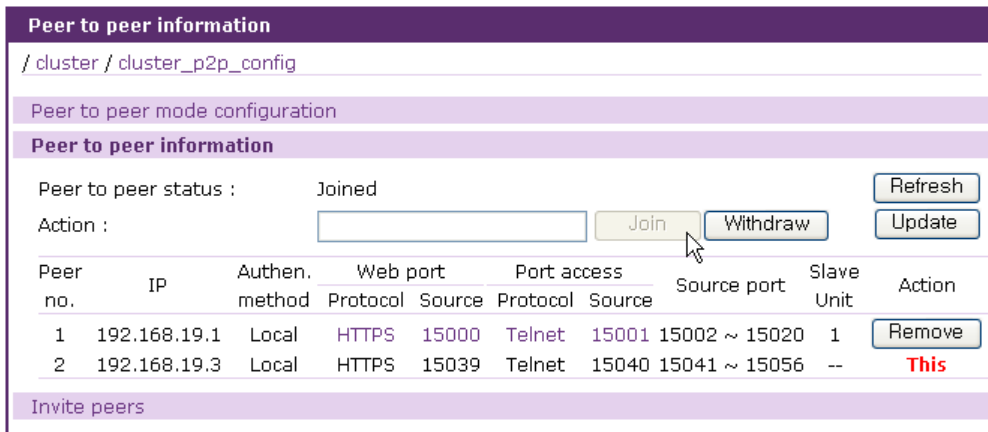 Peer to peer information
/ cluster / cluster_p2p_config
Peer to peer mode configuration
Peer to peer information
Peer to peer status : Joined Refresh
Action : Join Withdraw Update
Peer no. IP Authen. method Web port Protocol Source Port access Protocol Source Source port Slave Unit Action
1 192.168.19.1 Local HTTPS 15000 Telnet 15001 15002 ~ 15020 1 Remove
2 192.168.19.3 Local HTTPS 15039 Telnet 15040 15041 ~ 15056 -- This
Invite peers